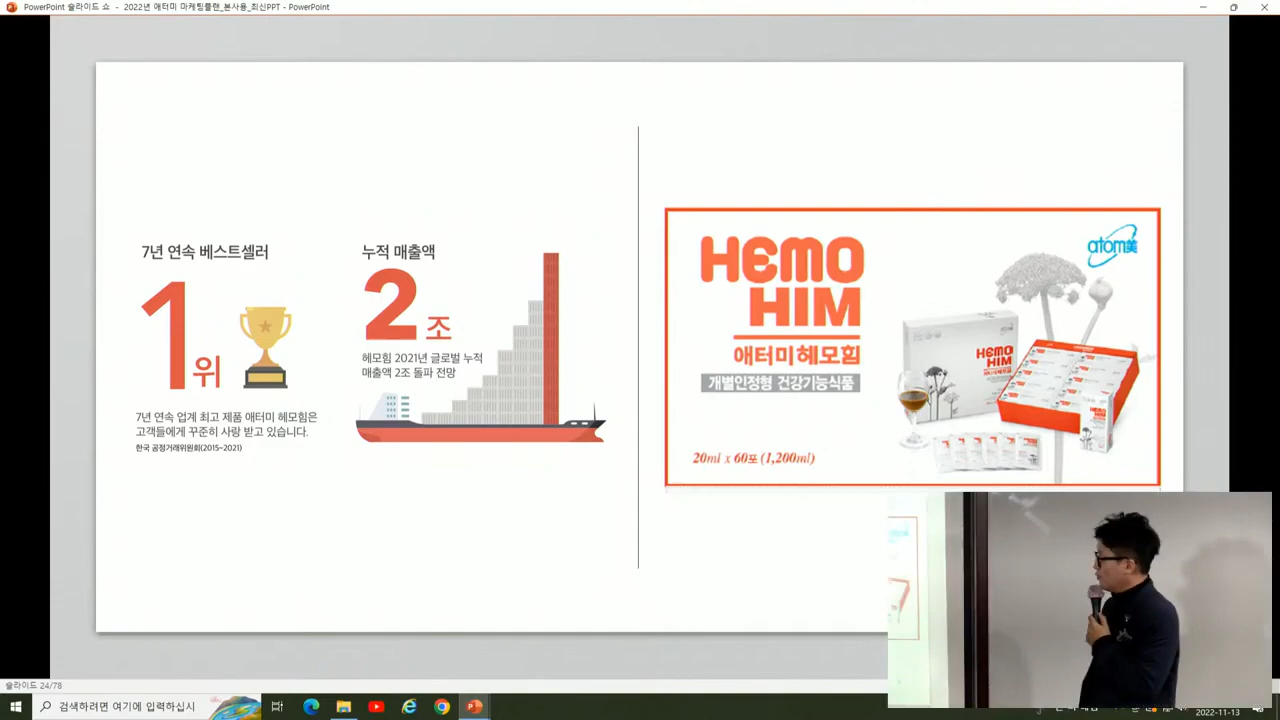 PowerPoint 슬라이드 쇼 - 2022년 애터미 마케팅플랜_본사용_최신PPT - PowerPoint
7년 연속 베스트셀러
1위
7년 연속 업계 최고 제품 애터미 헤모힘은
고객들에게 꾸준히 사랑 받고 있습니다.
한국 공정거래위원회(2015~2021)
누적 매출액
2조
헤모힘 2021년 글로벌 누적
매출액 2조 돌파 전망
HEMO
HIM
애터미헤모힘
개별인정형 건강기능식품
20ml x 60포 (1,200ml)
atom美
HEMO
HIM
HEMO
HIM
슬라이드 24/78
검색하려면 여기에 입력하십시
2022-11-13